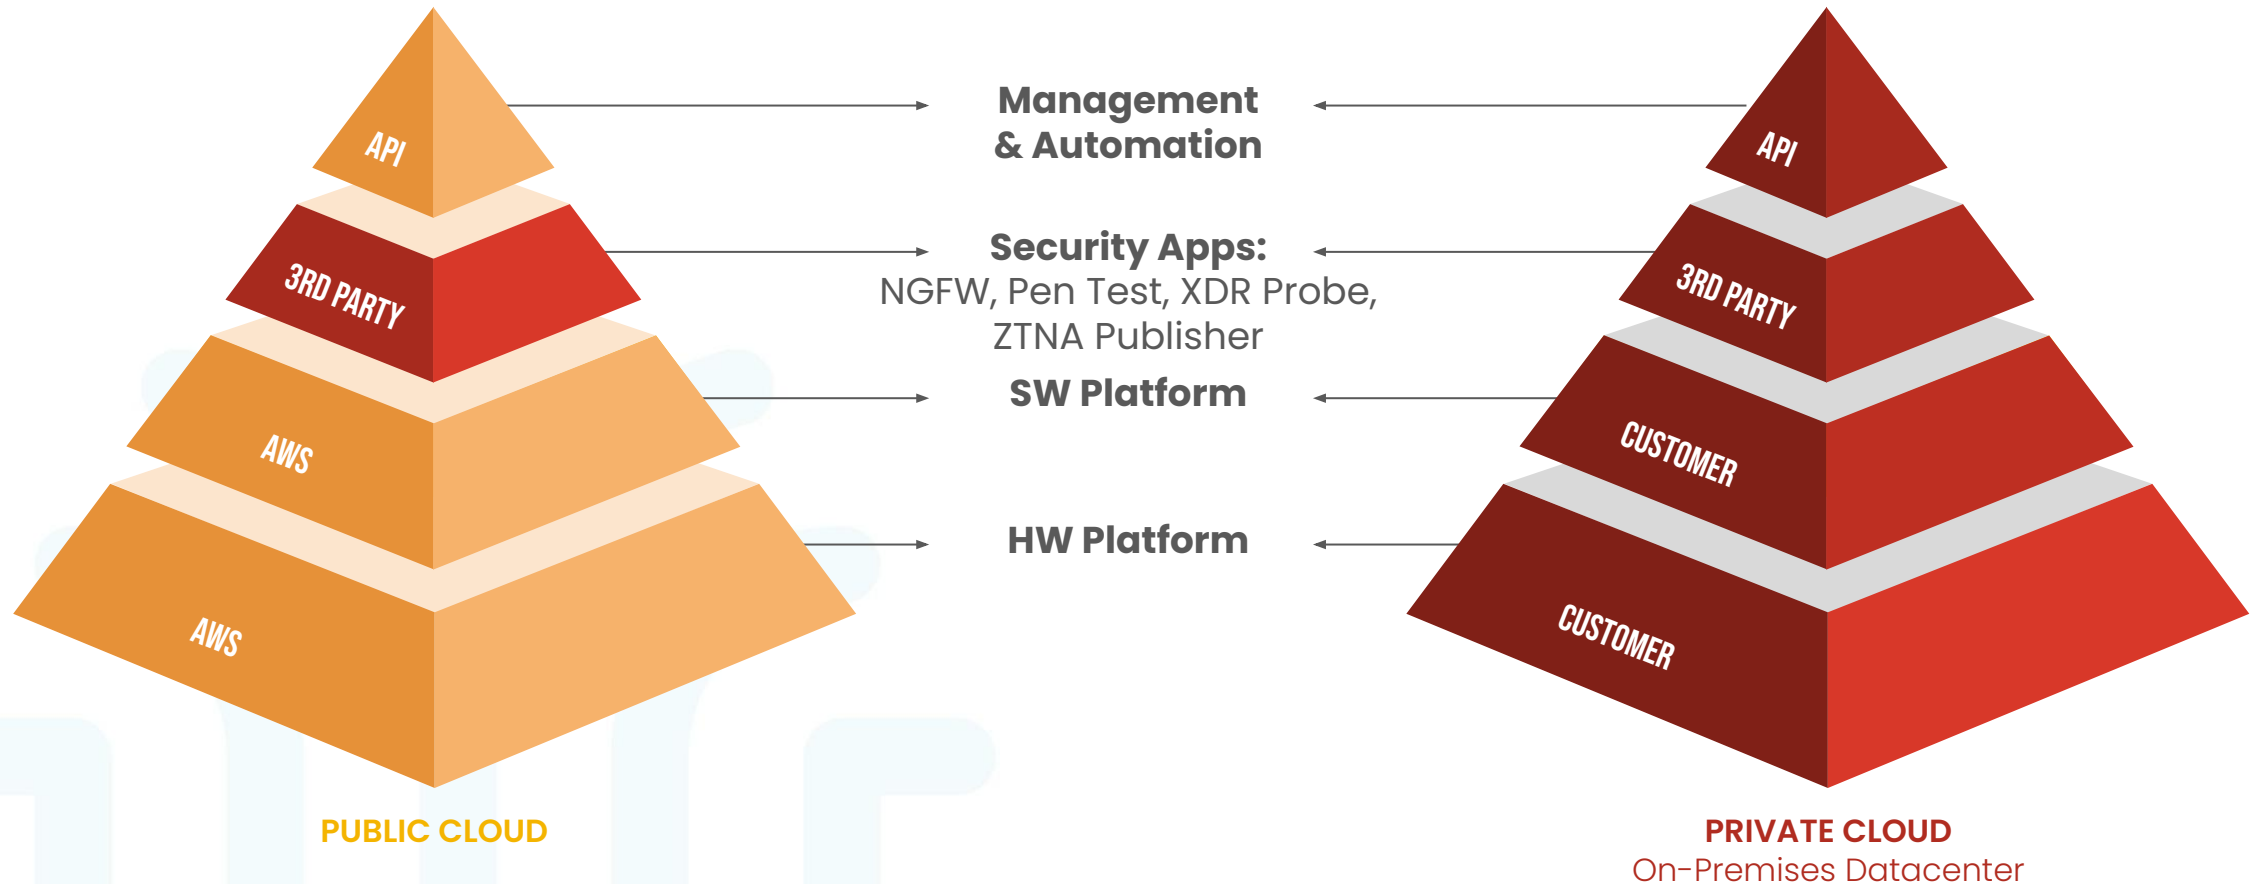 API
3RD PARTY
AWS
AWS
PUBLIC CLOUD
Management
& Automation
Security Apps:
NGFW, Pen Test, XDR Probe,
ZTNA Publisher
SW Platform
HW Platform
API
3RD PARTY
CUSTOMER
CUSTOMER
PRIVATE CLOUD
On-Premises Datacenter